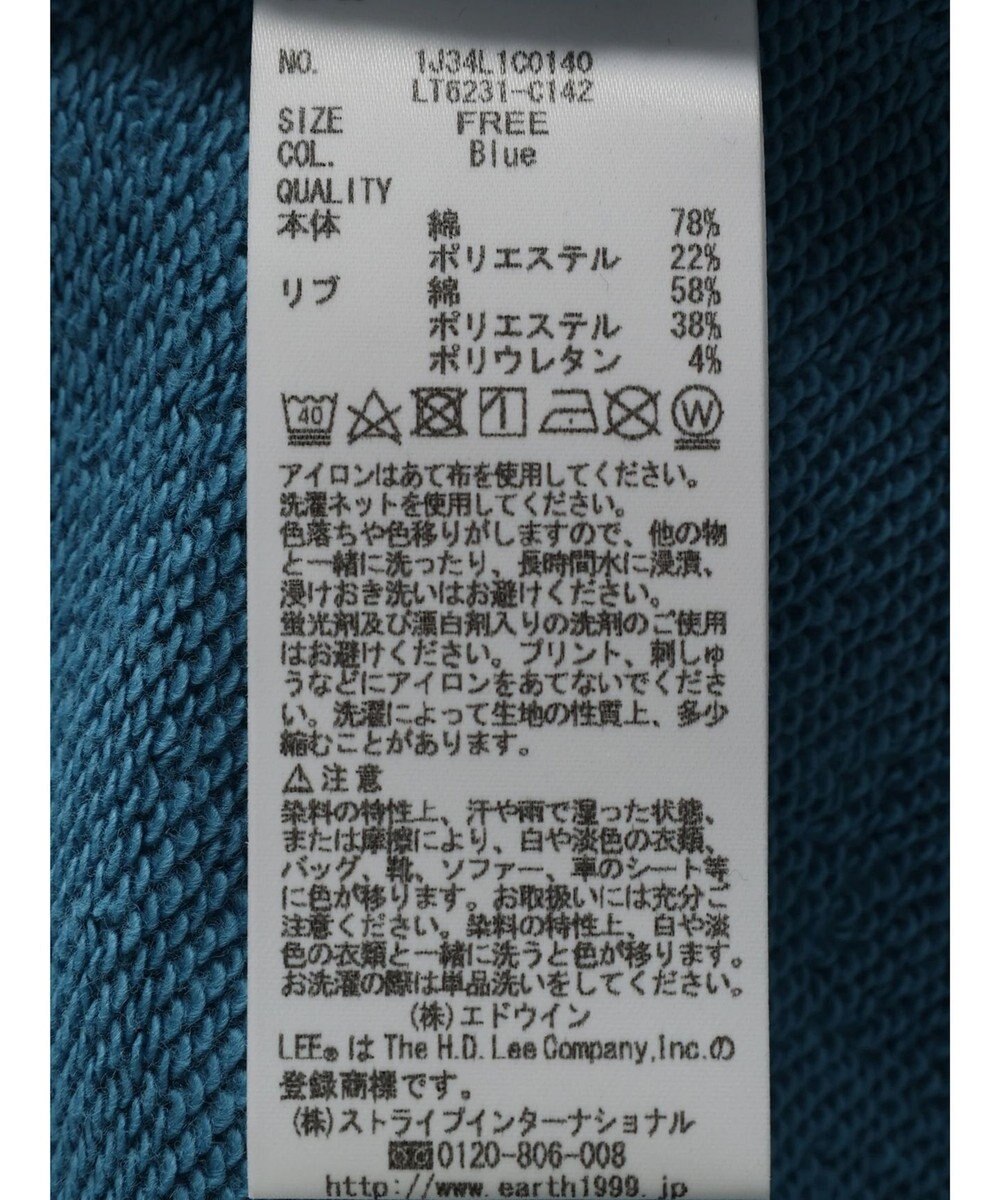 NO. 1J34L1C0140
LT6231-C142
SIZE FREE
COL. Blue
QUALITY
本体 綿 78%
ポリエステル 22%
リブ 綿 58%
ポリエステル 38%
ポリウレタン 4%
40 W
アイロンはあて布を使用してください。
洗濯ネットを使用してください。
色落ちや色移りがしますので、他の物
と一緒に洗ったり、長時間水に浸漬、
浸けおき洗いはお避けください。
蛍光剤及び漂白剤入りの洗剤のご使用
はお避けください。プリント、刺しゅ
うなどにアイロンをあてないでくださ
い。洗濯によって生地の性質上、多少
縮むことがあります。
⚠注意
染料の特性上、汗や雨で湿った状態、
または摩擦により、白や淡色の衣類、
バッグ、靴、ソファー、車のシート等
に色が移ります。お取扱いには充分ご
注意ください。染料の特性上、白や淡
色の衣類と一緒に洗うと色が移ります。
お洗濯の際は単品洗いをしてください。
(株)エドウイン
LEE® は The H.D. Lee Company,Inc.の
登録商標です。
(株)ストライプインターナショナル
0120-806-008
http://www.earth1999.jp